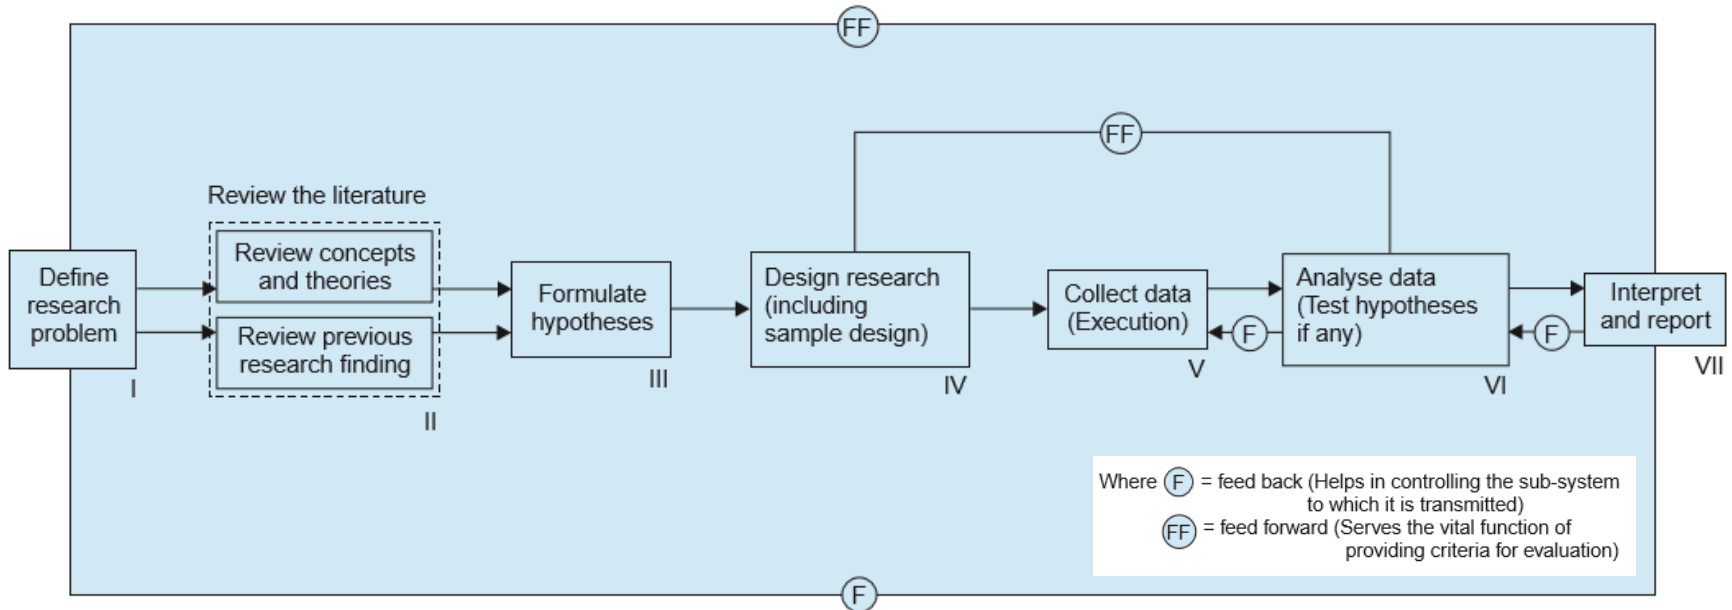 FF
FF
Review the literature
Define
research
problem
I
Review concepts
and theories
Review previous
research finding
II
Formulate
hypotheses
III
Design research
(including
sample design)
IV
Collect data
(Execution)
V
F
Analyse data
(Test hypotheses
if any)
VI
F
Interpret
and report
VII
Where F = feed back (Helps in controlling the sub-system
to which it is transmitted)
FF = feed forward (Serves the vital function of
providing criteria for evaluation)
F